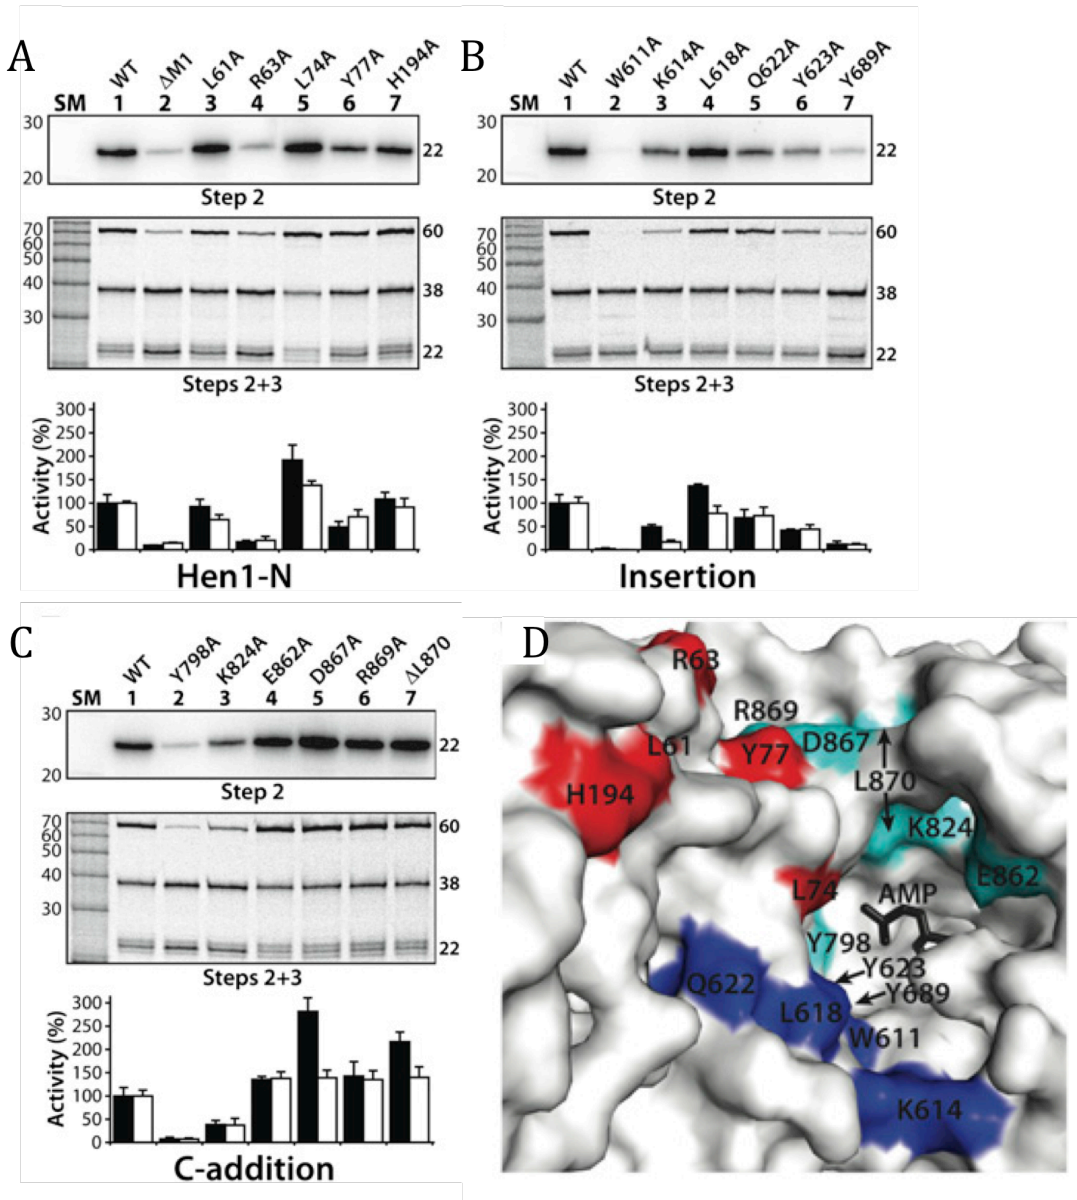 A
WT ΔM1 L61A R63A L74A Y77A H194A
SM 1 2 3 4 5 6 7
30
22
20
Step 2
70
60
50
40
30
60
38
22
Steps 2+3
Activity (%)
300
250
200
150
100
50
0
Hen1-N
B
WT W611A K614A L618A Q622A Y623A Y689A
SM 1 2 3 4 5 6 7
30
22
20
Step 2
70
60
50
40
30
60
38
22
Steps 2+3
Activity (%)
300
250
200
150
100
50
0
Insertion
C
WT Y798A K824A E862A D867A R869A ΔL870
SM 1 2 3 4 5 6 7
30
22
20
Step 2
70
60
50
40
30
60
38
22
Steps 2+3
Activity (%)
300
250
200
150
100
50
0
C-addition
D
R63
R869
L61 Y77 D867
H194 L870
K824
L74 AMP E862
Y798
Y623
Q622 Y689
L618
W611
K614